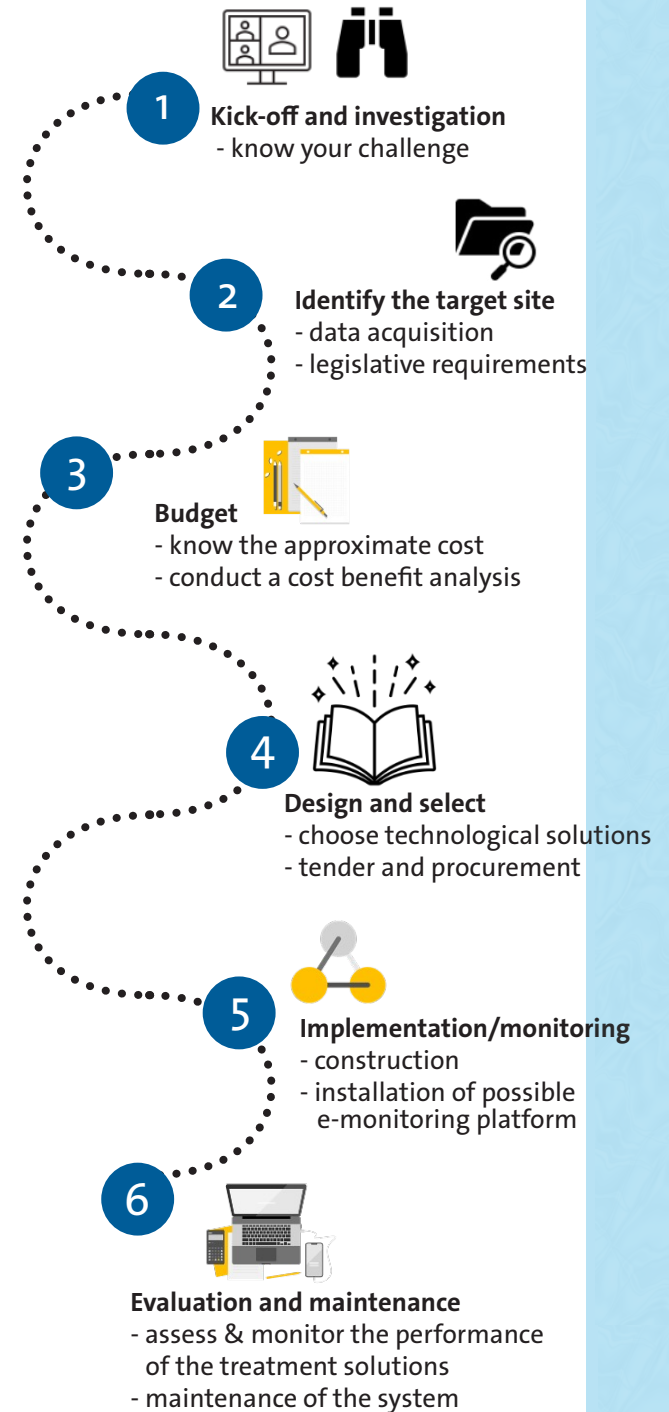 1
Kick-off and investigation
- know your challenge
2
Identify the target site
- data acquisition
- legislative requirements
3
Budget
- know the approximate cost
- conduct a cost benefit analysis
4
Design and select
- choose technological solutions
- tender and procurement
5
Implementation/monitoring
- construction
- installation of possible
e-monitoring platform
6
Evaluation and maintenance
- assess & monitor the performance
of the treatment solutions
- maintenance of the system